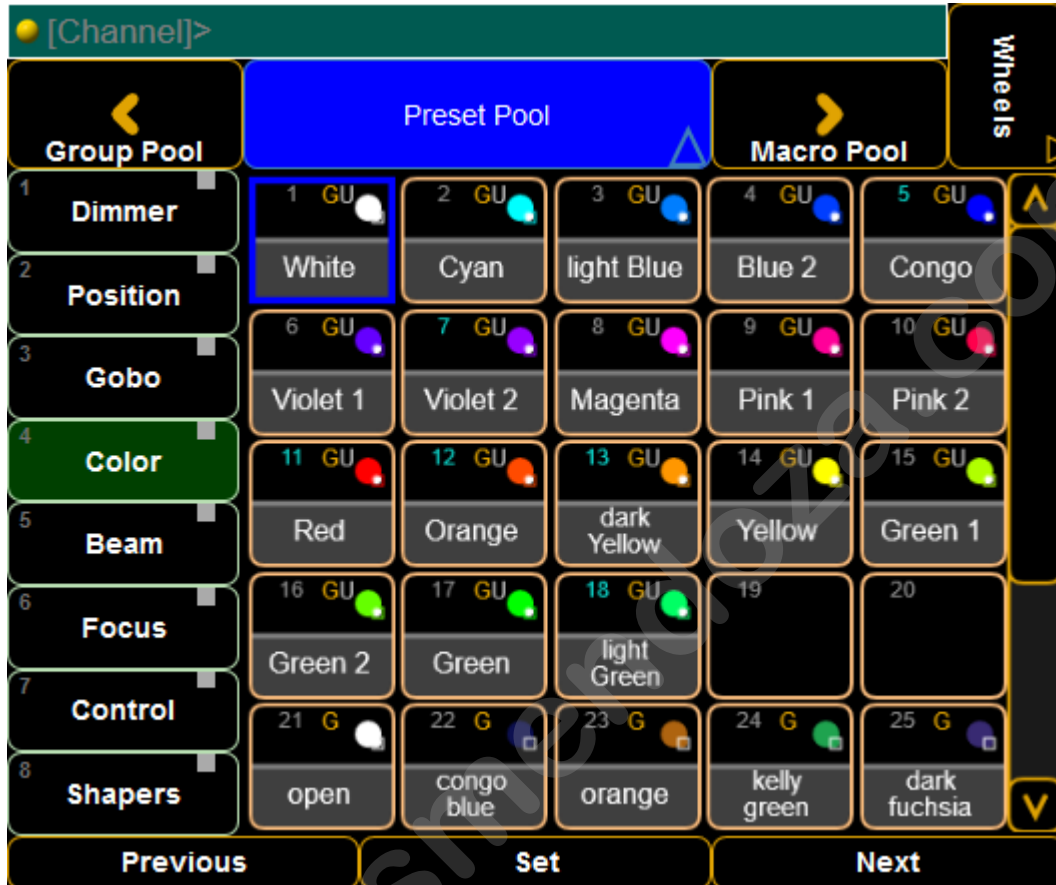 [Channel]>
Wheels
Group Pool
Preset Pool
Macro Pool
1 Dimmer
2 Position
3 Gobo
4 Color
5 Beam
6 Focus
7 Control
8 Shapers
1 GU
White
2 GU
Cyan
3 GU
light Blue
4 GU
Blue 2
5 GU
Congo
6 GU
Violet 1
7 GU
Violet 2
8 GU
Magenta
9 GU
Pink 1
10 GU
Pink 2
11 GU
Red
12 GU
Orange
13 GU
dark
Yellow
14 GU
Yellow
15 GU
Green 1
16 GU
Green 2
17 GU
Green
18 GU
light
Green
19
20
21 G
open
22 G
congo
blue
23 G
orange
24 G
kelly
green
25 G
dark
fuchsia
Previous
Set
Next